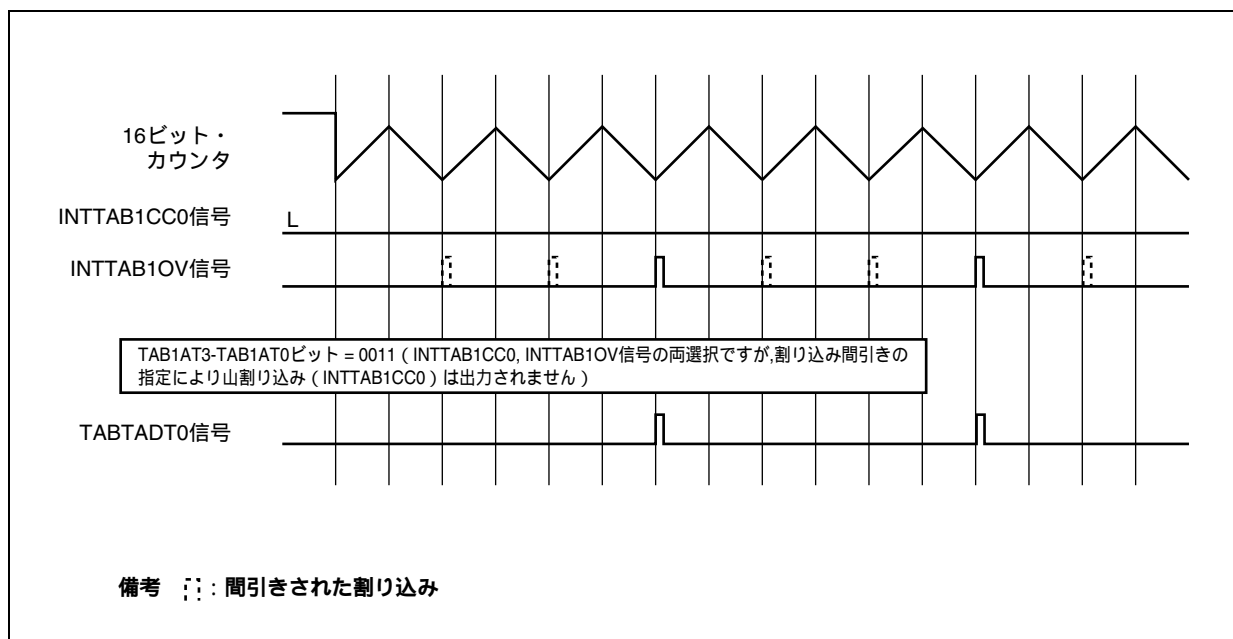 16ビット・
カウンタ
INTTAB1CC0信号
L
INTTAB1OV信号
TAB1AT3-TAB1AT0ビット = 0011 ( INTTAB1CC0, INTTAB1OV信号の両選択ですが,割り込み間引きの
指定により山割り込み ( INTTAB1CC0 ) は出力されません )
TABTADT0信号
備考 : 間引きされた割り込み